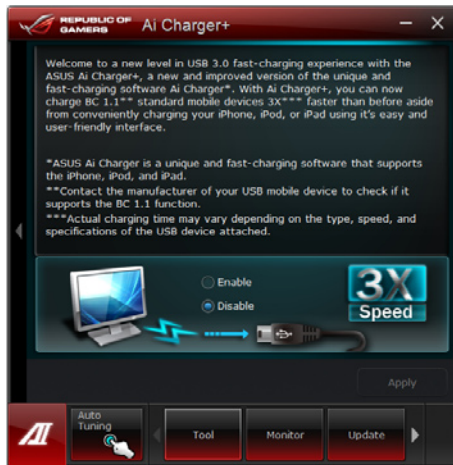 REPUBLIC OF
GAMERS
Ai Charger+
Welcome to a new level in USB 3.0 fast-charging experience with the
ASUS Ai Charger+, a new and improved version of the unique and
fast-charging software Ai Charger*. With Ai Charger+, you can now
charge BC 1.1** standard mobile devices 3X*** faster than before aside
from conveniently charging your iPhone, iPod, or iPad using it's easy and
user-friendly interface.
*ASUS Ai Charger is a unique and fast-charging software that supports
the iPhone, iPod, and iPad.
**Contact the manufacturer of your USB mobile device to check if it
supports the BC 1.1 function.
***Actual charging time may vary depending on the type, speed, and
specifications of the USB device attached.
Enable
Disable
3X
Speed
Apply
Auto
Tuning
Tool
Monitor
Update